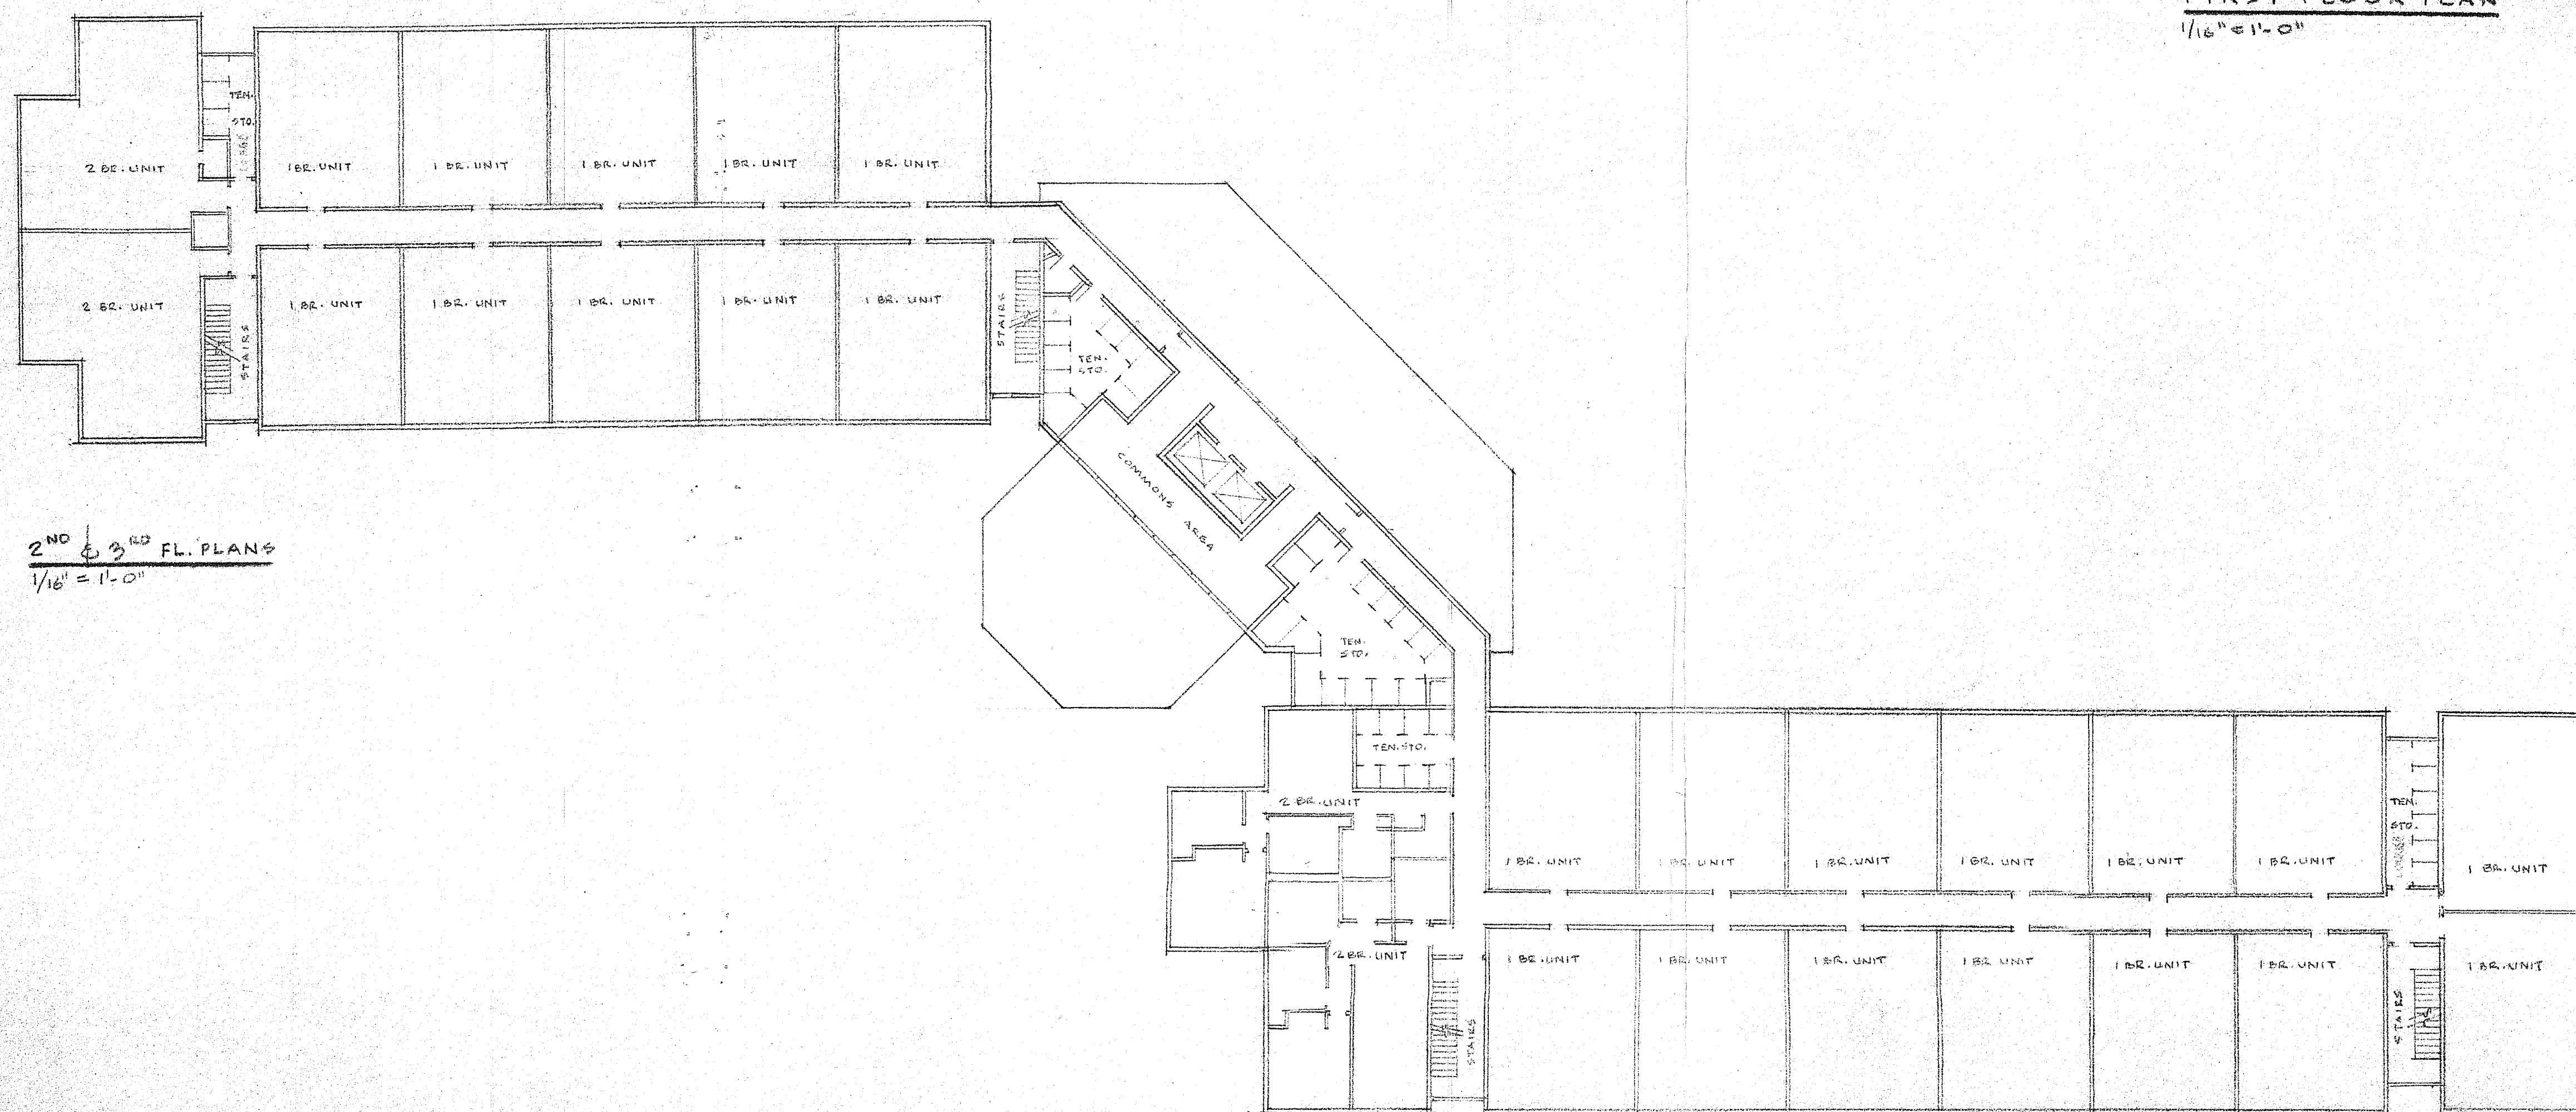 FIRST FLOOR PLAN
1/16" = 1'-0"
TEN.
STO.
2 BR. UNIT
1 BR. UNIT
1 BR. UNIT
1 BR. UNIT
1 BR. UNIT
1 BR. UNIT
2 BR. UNIT
1 BR. UNIT
1 BR. UNIT
1 BR. UNIT
1 BR. UNIT
1 BR. UNIT
STAIRS
STAIRS
TEN.
STO.
COMMONS AREA
2ND & 3RD FL. PLANS
1/16" = 1'-0"
TEN.
STO.
TEN. STO.
2 BR. UNIT
TEN.
STO.
1 BR. UNIT
1 BR. UNIT
1 BR. UNIT
1 BR. UNIT
1 BR. UNIT
1 BR. UNIT
1 BR. UNIT
2 BR. UNIT
1 BR. UNIT
1 BR. UNIT
1 BR. UNIT
1 BR. UNIT
1 BR. UNIT
1 BR. UNIT
1 BR. UNIT
STAIRS
STAIRS